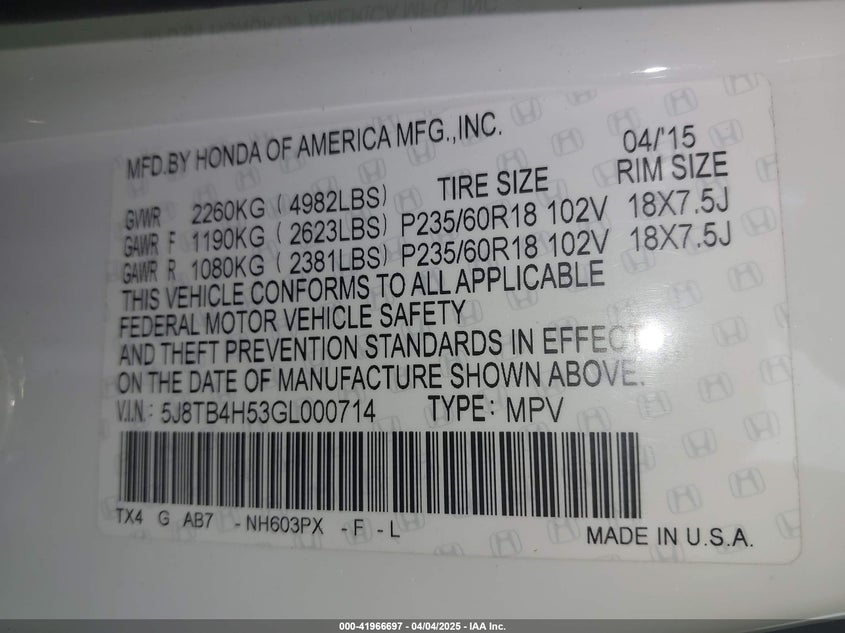 MFD.BY HONDA OF AMERICA MFG.,INC. 04/'15
TIRE SIZE RIM SIZE
GVWR 2260KG ( 4982LBS)
GAWR F 1190KG ( 2623LBS) P235/60R18 102V 18X7.5J
GAWR R 1080KG ( 2381LBS) P235/60R18 102V 18X7.5J
THIS VEHICLE CONFORMS TO ALL APPLICABLE
FEDERAL MOTOR VEHICLE SAFETY
AND THEFT PREVENTION STANDARDS IN EFFECT
ON THE DATE OF MANUFACTURE SHOWN ABOVE.
V.I.N.: 5J8TB4H53GL000714 TYPE: MPV
TX4 G AB7 -NH603PX -F -L
MADE IN U.S.A.
000-41966697 - 04/04/2025 - IAA Inc.